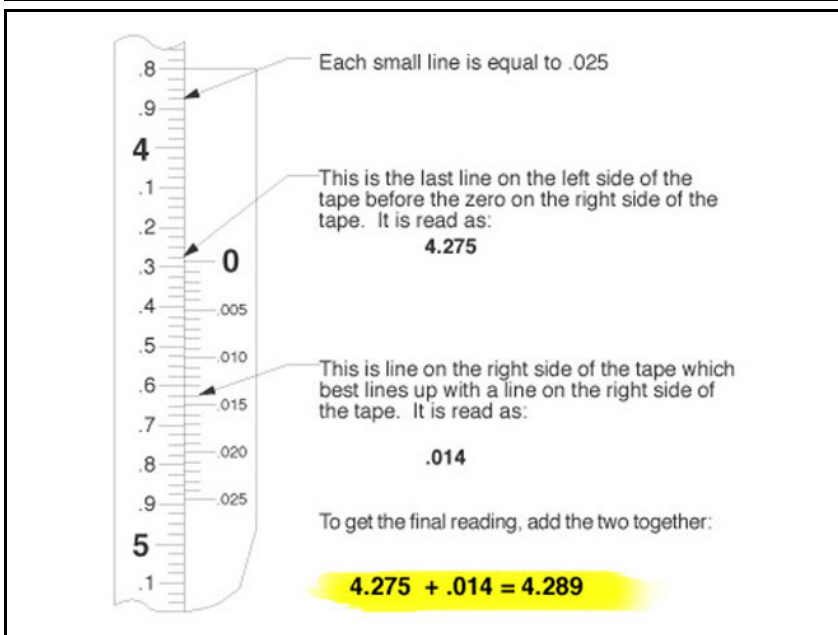 .8
Each small line is equal to .025
.9
4
.1
This is the last line on the left side of the
tape before the zero on the right side of the
tape. It is read as:
4.275
.2
.3
0
.4
.005
.5
.010
This is line on the right side of the tape which
best lines up with a line on the right side of
the tape. It is read as:
.014
.6
.015
.7
.020
.8
.025
.9
To get the final reading, add the two together:
5
.1
4.275 + .014 = 4.289